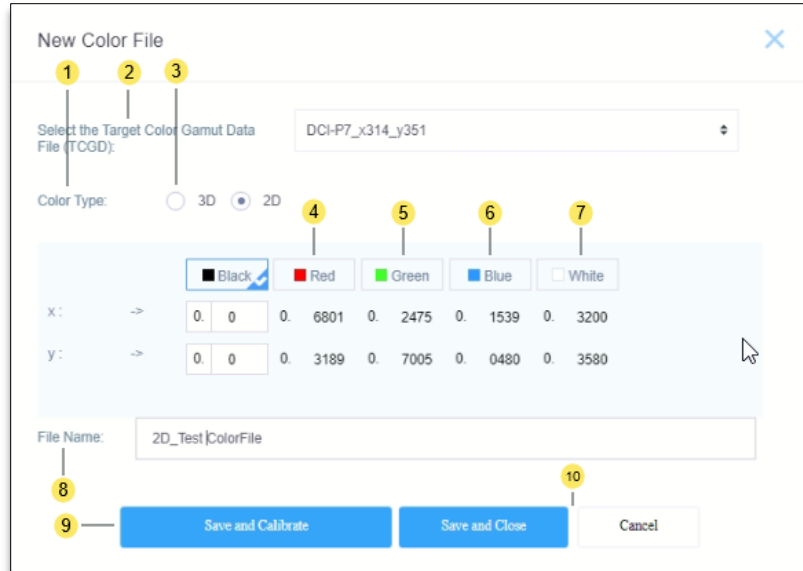 New Color File
1 2 3
Select the Target Color Gamut Data
File (TCGD):
DCI-P7_x314_y351
Color Type: 3D 2D
4 5 6 7
Black Red Green Blue White
x: -> 0. 0 0. 6801 0. 2475 0. 1539 0. 3200
y: -> 0. 0 0. 3189 0. 7005 0. 0480 0. 3580
File Name: 2D_Test ColorFile
8 10
9 Save and Calibrate Save and Close Cancel